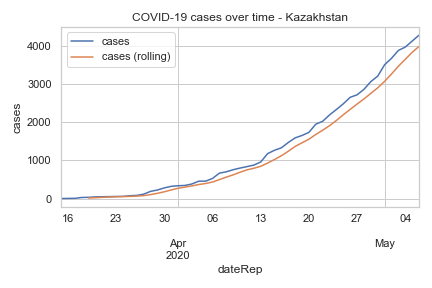 COVID-19 cases over time - Kazakhstan
cases
cases (rolling)
cases
4000
3000
2000
1000
0
16 23 30 06 13 20 27 04
Apr May
2020
dateRep